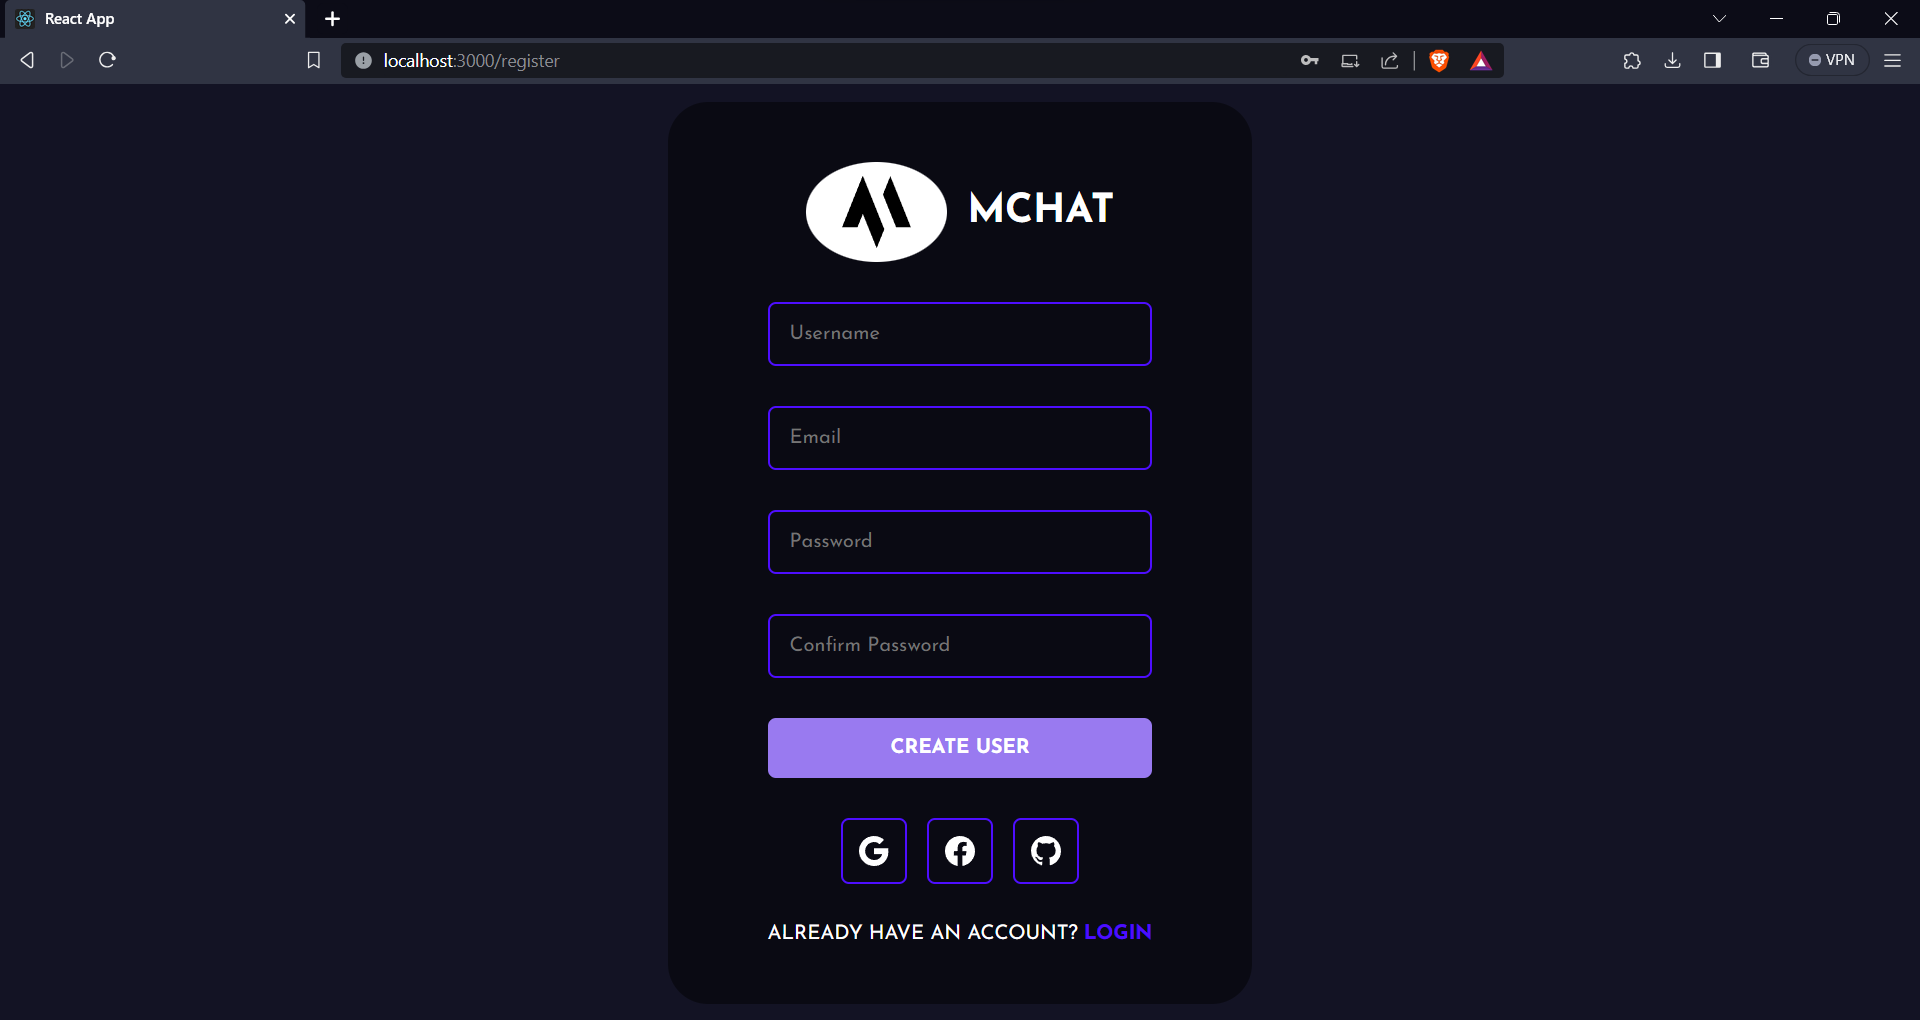 React App
localhost:3000/register
VPN
MCHAT
Username
Email
Password
Confirm Password
CREATE USER
ALREADY HAVE AN ACCOUNT? LOGIN